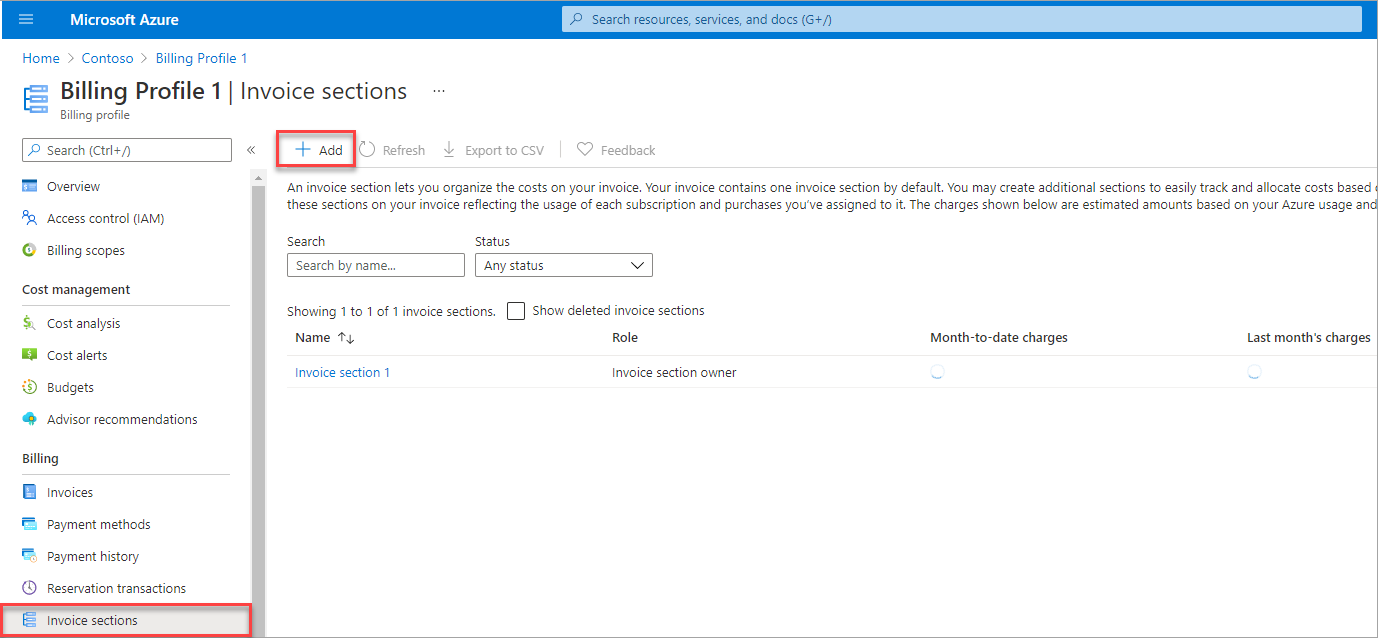 Microsoft Azure
Search resources, services, and docs (G+/)
Home > Contoso > Billing Profile 1
Billing Profile 1 | Invoice sections ...
Billing profile
Search (Ctrl+/)
«
Add
Refresh
Export to CSV
Feedback
Overview
Access control (IAM)
Billing scopes
Cost management
Cost analysis
Cost alerts
Budgets
Advisor recommendations
Billing
Invoices
Payment methods
Payment history
Reservation transactions
Invoice sections
An invoice section lets you organize the costs on your invoice. Your invoice contains one invoice section by default. You may create additional sections to easily track and allocate costs based
these sections on your invoice reflecting the usage of each subscription and purchases you've assigned to it. The charges shown below are estimated amounts based on your Azure usage and
Search
Status
Search by name...
Any status
Showing 1 to 1 of 1 invoice sections.
Show deleted invoice sections
Name ↑↓ Role Month-to-date charges Last month's charges
Invoice section 1 Invoice section owner